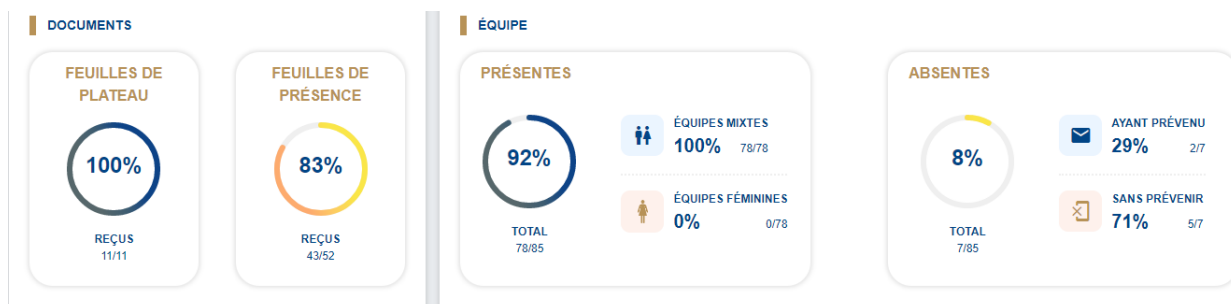 DOCUMENTS
FEUILLES DE
PLATEAU
100%
REÇUS
11/11
FEUILLES DE
PRÉSENCE
83%
REÇUS
43/52
ÉQUIPE
PRÉSENTES
92%
TOTAL
78/85
ÉQUIPES MIXTES
100% 78/78
ÉQUIPES FÉMININES
0% 0/78
ABSENTES
8%
TOTAL
7/85
AYANT PRÉVENU
29% 2/7
SANS PRÉVENIR
71% 5/7